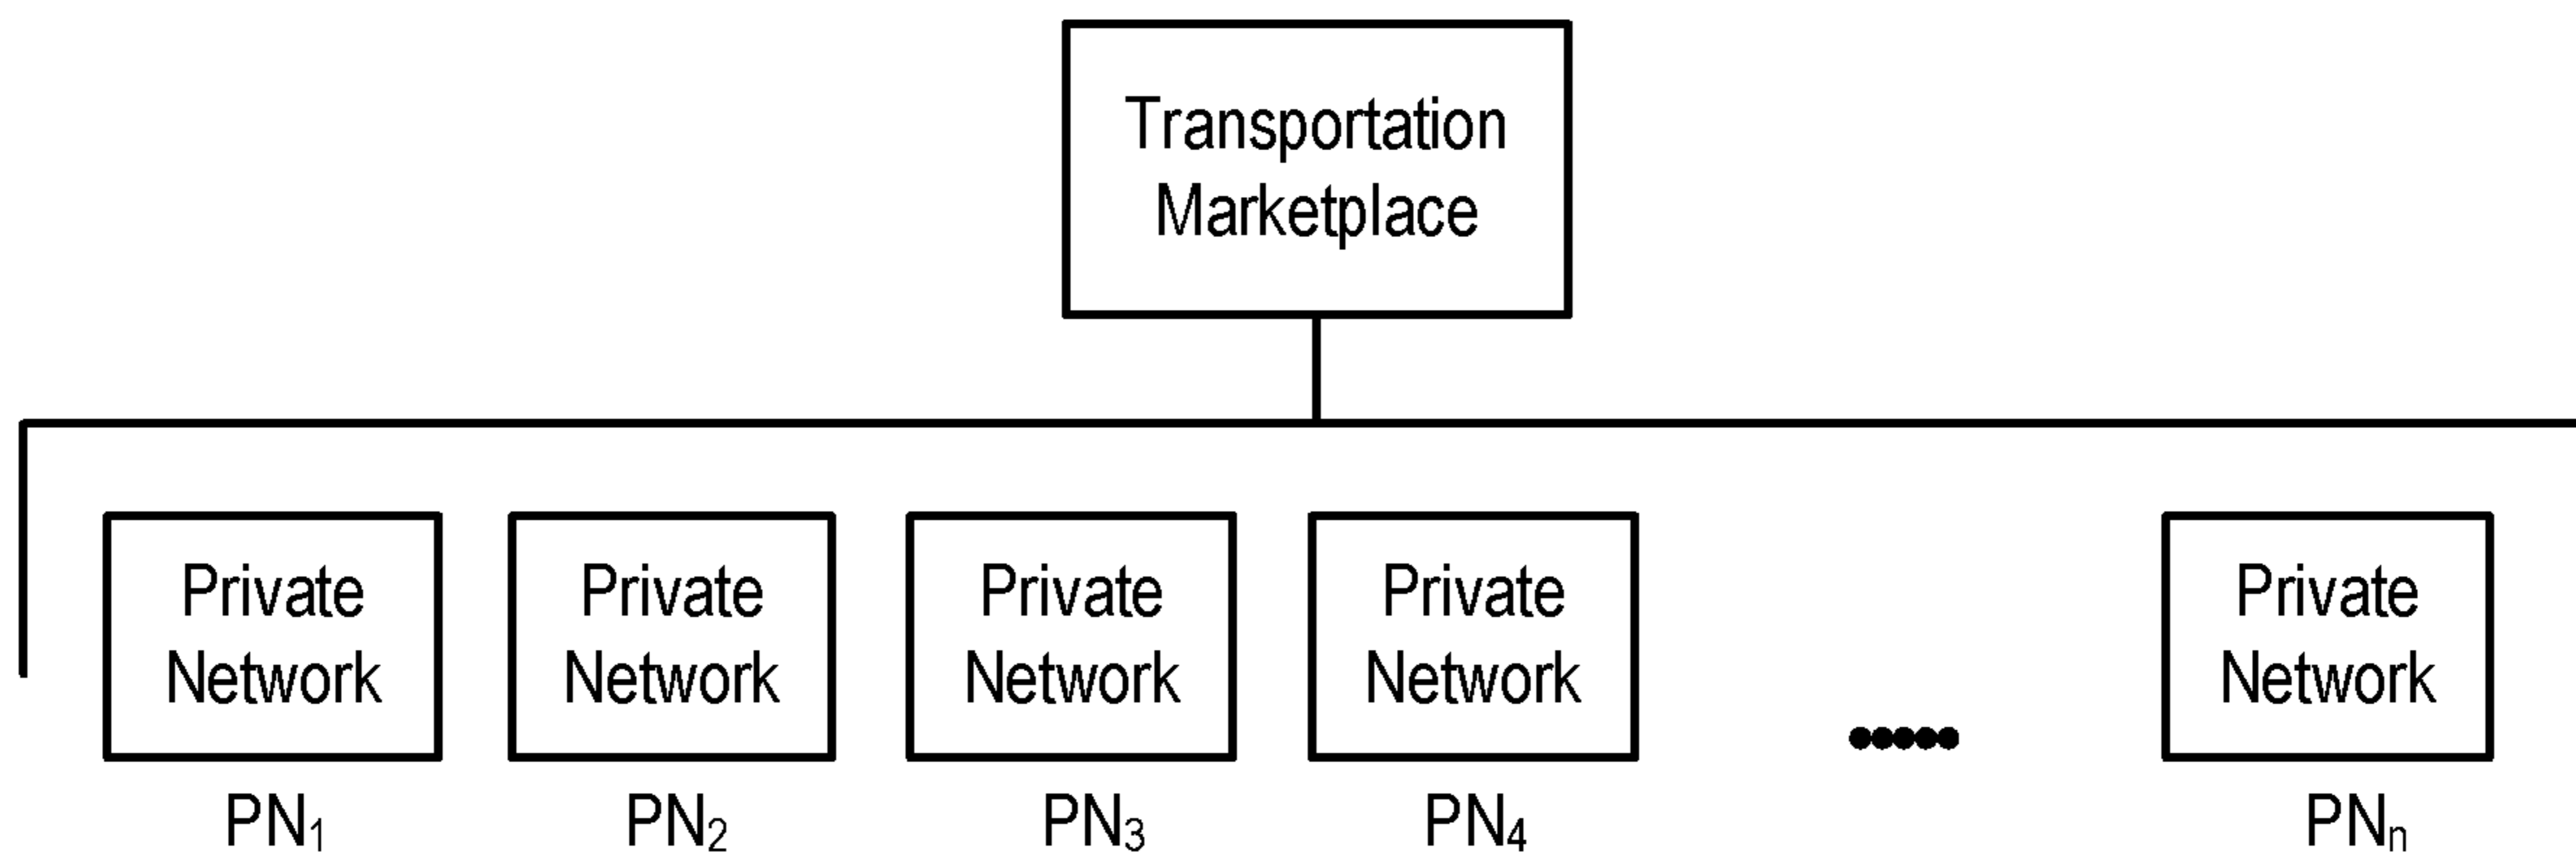 Transportation
Marketplace
Private Network
Private Network
Private Network
Private Network
Private Network
PN₁
PN₂
PN₃
PN₄
PNₙ